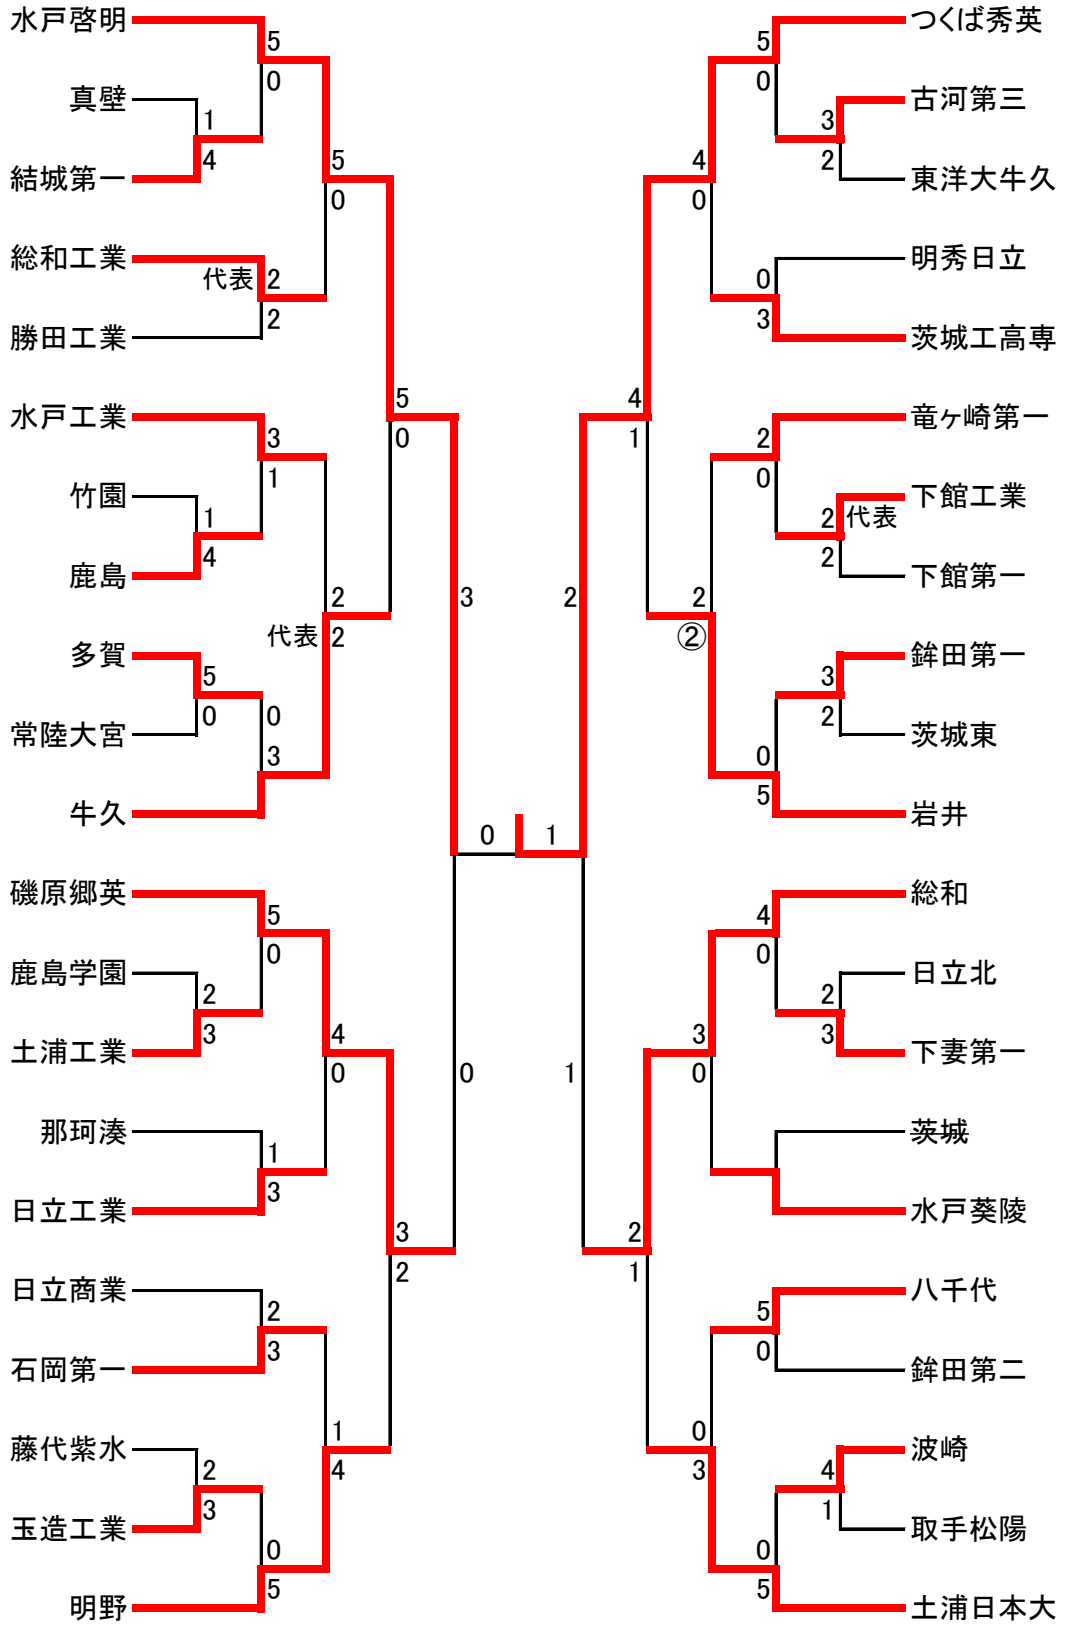 水戸啓明
5
0
真壁
1
結城第一
4
5
0
総和工業
代表 2
勝田工業
2
5
0
水戸工業
3
1
竹園
1
鹿島
4
2
代表 2
多賀
5
常陸大宮
0
0
3
牛久
3
0
磯原郷英
5
0
鹿島学園
2
土浦工業
3
4
0
那珂湊
1
日立工業
3
0
3
2
日立商業
2
石岡第一
3
1
4
藤代紫水
2
玉造工業
3
0
明野
5
つくば秀英
5
0
古河第三
3
東洋大牛久
2
4
0
明秀日立
0
茨城工高専
3
4
1
竜ヶ崎第一
2
0
下館工業
2 代表
下館第一
2
2
②
鉾田第一
3
茨城東
2
0
岩井
5
2
1
総和
4
0
日立北
2
下妻第一
3
3
0
茨城
水戸葵陵
1
2
1
八千代
5
鉾田第二
0
0
3
波崎
4
取手松陽
1
0
土浦日本大
5